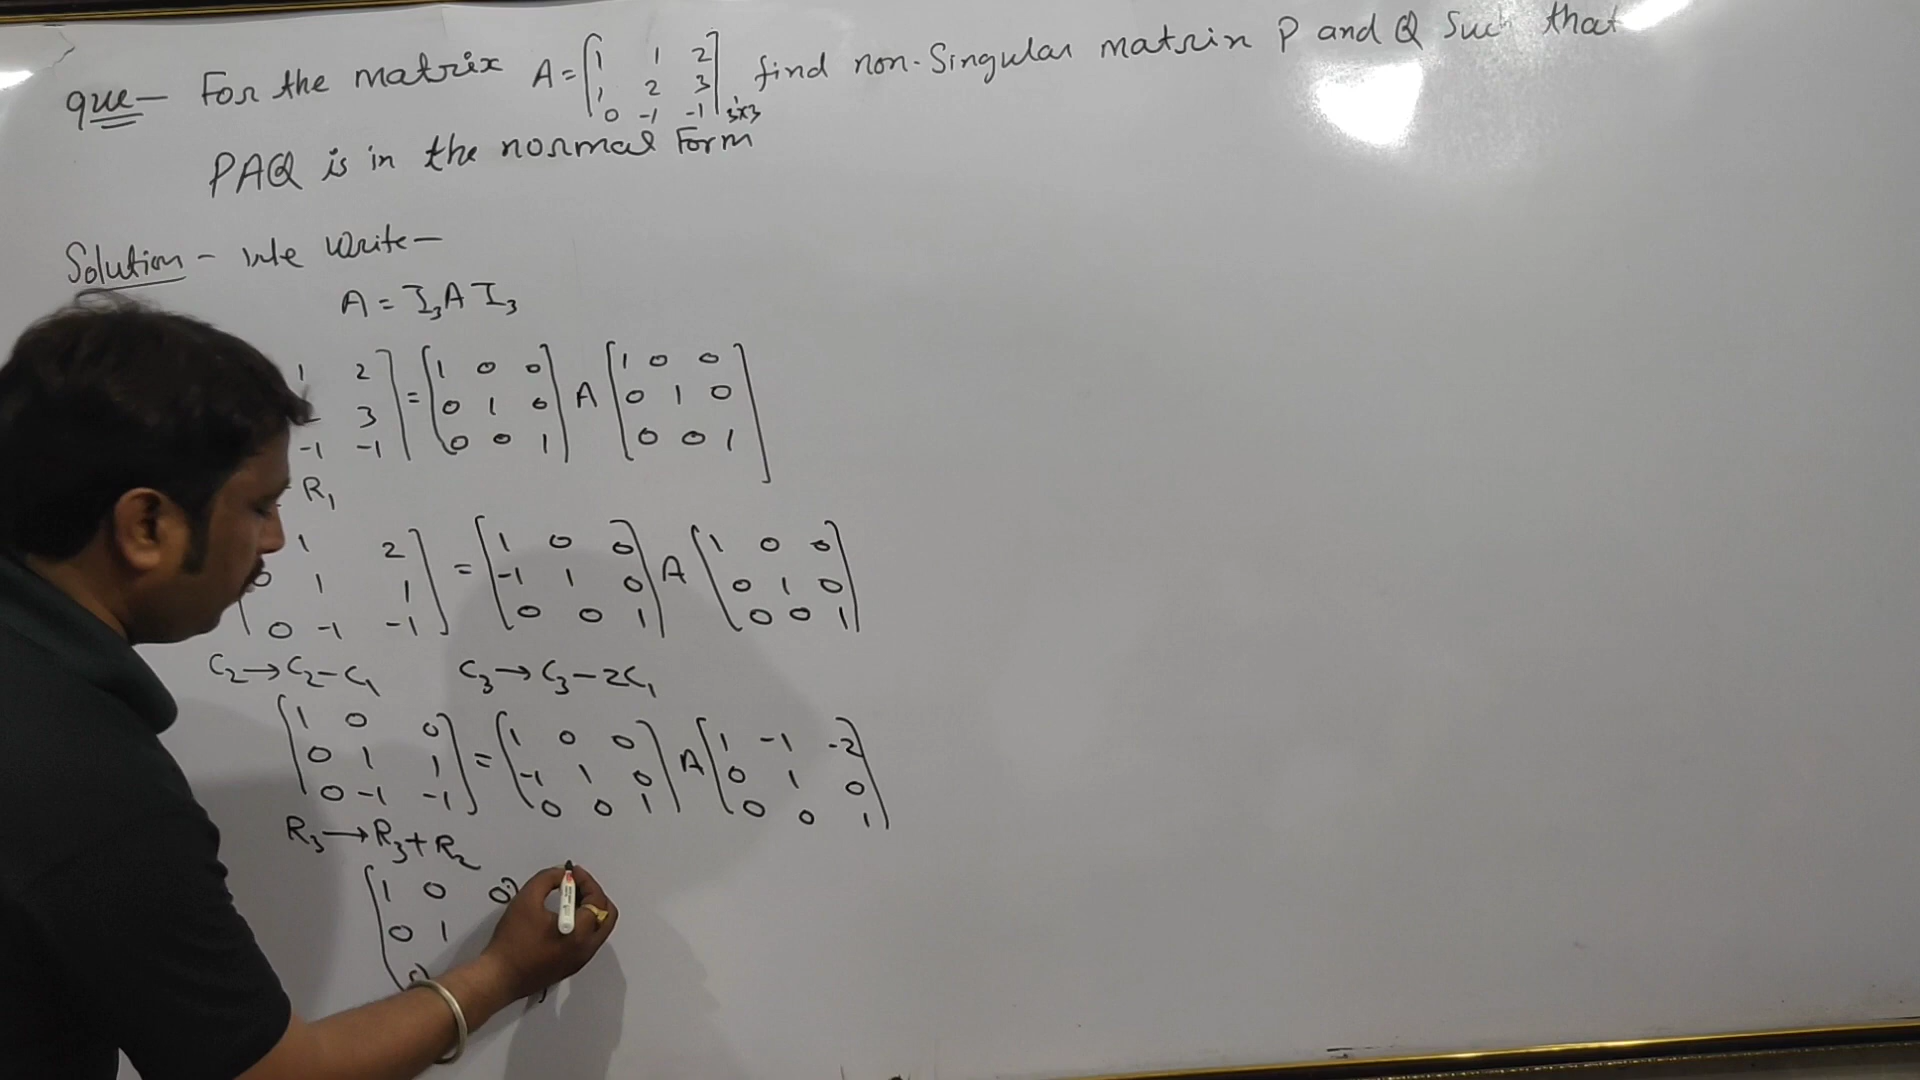 que- For the matrix A = [1 1 2
1 2 3
0 -1 -1]3x3, find non-Singular matrix P and Q Such that
PAQ is in the normal Form
Solution - We Write-
A = I₃ A I₃
1 2] = [1 0 0] A [1 0 0]
3] [0 1 0] [0 1 0]
-1 -1] [0 0 1] [0 0 1]
R₁
1 2] = [1 0 0] A [1 0 0]
0 1 1] [-1 1 0] [0 1 0]
0 -1 -1] [0 0 1] [0 0 1]
C₂→C₂-C₁ C₃→C₃-2C₁
[1 0 0] = [1 0 0] A [1 -1 -2]
[0 1 1] [-1 1 0] [0 1 0]
[0 -1 -1] [0 0 1] [0 0 1]
R₃→R₃+R₂
[1 0 0]
0 1
0